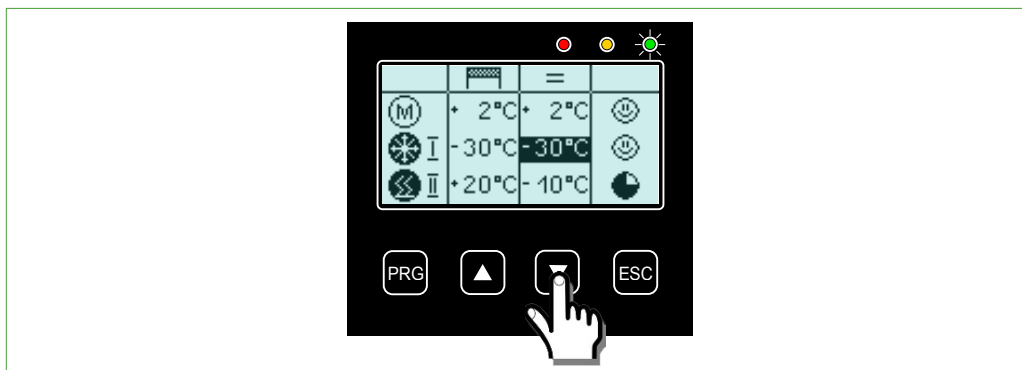 =
M + 2°C + 2°C
I -30°C -30°C
II +20°C -10°C
PRG ESC